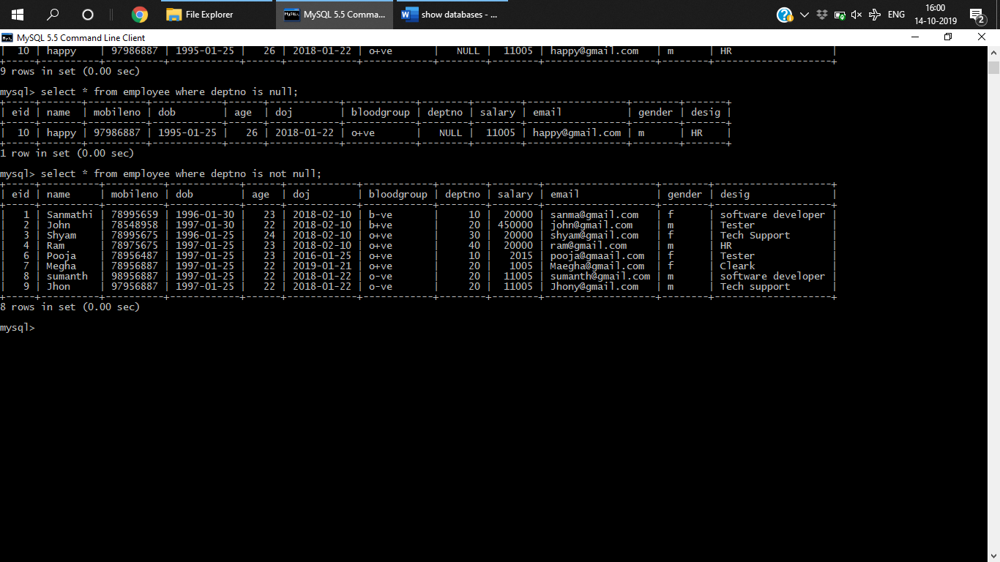 File Explorer
MySQL 5.5 Comma...
show databases - ...
ENG
16:00
14-10-2019
2
MySQL 5.5 Command Line Client
|  10 | happy    | 97986887 | 1995-01-25 |   26 | 2018-01-22 | o+ve       |   NULL |  11005 | happy@gmail.com   | m      | HR                 |
+-----+----------+----------+------------+------+------------+------------+--------+--------+-------------------+--------+--------------------+
9 rows in set (0.00 sec)
mysql> select * from employee where deptno is null;
+-----+-------+----------+------------+------+------------+------------+--------+--------+-----------------+--------+-------+
| eid | name  | mobileno | dob        | age  | doj        | bloodgroup | deptno | salary | email           | gender | desig |
+-----+-------+----------+------------+------+------------+------------+--------+--------+-----------------+--------+-------+
|  10 | happy | 97986887 | 1995-01-25 |   26 | 2018-01-22 | o+ve       |   NULL |  11005 | happy@gmail.com | m      | HR    |
+-----+-------+----------+------------+------+------------+------------+--------+--------+-----------------+--------+-------+
1 row in set (0.00 sec)
mysql> select * from employee where deptno is not null;
+-----+----------+----------+------------+------+------------+------------+--------+--------+-------------------+--------+--------------------+
| eid | name     | mobileno | dob        | age  | doj        | bloodgroup | deptno | salary | email             | gender | desig              |
+-----+----------+----------+------------+------+------------+------------+--------+--------+-------------------+--------+--------------------+
|   1 | Sanmathi | 78995659 | 1996-01-30 |   23 | 2018-02-10 | b-ve       |     10 |  20000 | sanma@gmail.com   | f      | software developer |
|   2 | John     | 78548958 | 1997-01-30 |   22 | 2018-02-10 | b+ve       |     20 | 450000 | john@gmail.com    | m      | Tester             |
|   3 | Shyam    | 78995675 | 1996-01-25 |   24 | 2018-02-10 | o+ve       |     30 |  20000 | shyam@gmail.com   | f      | Tech Support       |
|   4 | Ram      | 78975675 | 1997-01-25 |   23 | 2018-02-10 | o+ve       |     40 |  20000 | ram@gmail.com     | m      | HR                 |
|   6 | Pooja    | 78956487 | 1997-01-25 |   23 | 2016-01-25 | o+ve       |     10 |   2015 | pooja@gmaail.com  | f      | Tester             |
|   7 | Megha    | 78956887 | 1997-01-25 |   22 | 2019-01-21 | o+ve       |     20 |   1005 | Maegha@gmail.com  | f      | Cleark             |
|   8 | sumanth  | 98956887 | 1997-01-25 |   22 | 2018-01-22 | o-ve       |     20 |  11005 | sumanth@gmail.com | m      | software developer |
|   9 | Jhon     | 97956887 | 1997-01-25 |   22 | 2018-01-22 | o-ve       |     20 |  11005 | Jhony@gmail.com   | m      | Tech support       |
+-----+----------+----------+------------+------+------------+------------+--------+--------+-------------------+--------+--------------------+
8 rows in set (0.00 sec)
mysql>